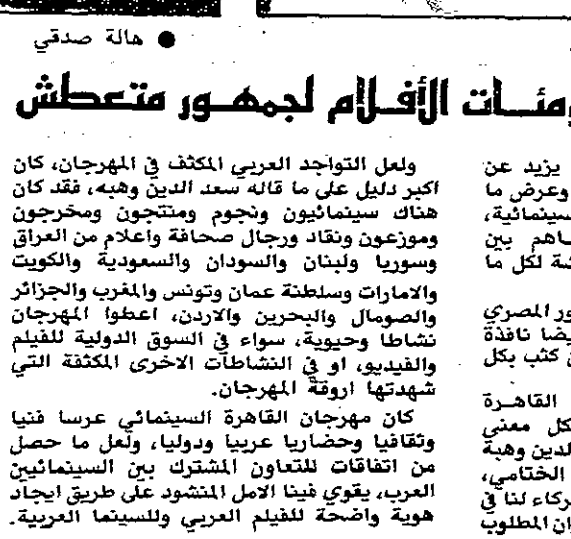 ● هالة صدقي
ومئات الأفلام لجمهور متعطش
يزيد عن
وعرض ما
سينمائية،
ـاهم بين
شة لكل ما
ور المصري
يضا نافذة
كثب بكل
القاهرة
كل معني
الدين وهبة
الختامي،
ركاء لنا في
ان المطلوب
ولعل التواجد العربي المكثف في المهرجان، كان
اكبر دليل على ما قاله سعد الدين وهبه، فقد كان
هناك سينمائيون ونجوم ومنتجون ومخرجون
وموزعون ونقاد ورجال صحافة واعلام من العراق
وسوريا ولبنان والسودان والسعودية والكويت
والامارات وسلطنة عمان وتونس والمغرب والجزائر
والصومال والبحرين والاردن، اعطوا المهرجان
نشاطا وحيوية، سواء في السوق الدولية للفيلم
والفيديو، او في النشاطات الاخرى المكثفة التي
شهدتها اروقة المهرجان.
كان مهرجان القاهرة السينمائي عرسا فنيا
وثقافيا وحضاريا عربيا ودوليا، ولعل ما حصل
من اتفاقات للتعاون المشترك بين السينمائيين
العرب، يقوي فينا الامل المنشود على طريق ايجاد
هوية واضحة للفيلم العربي وللسينما العربية.